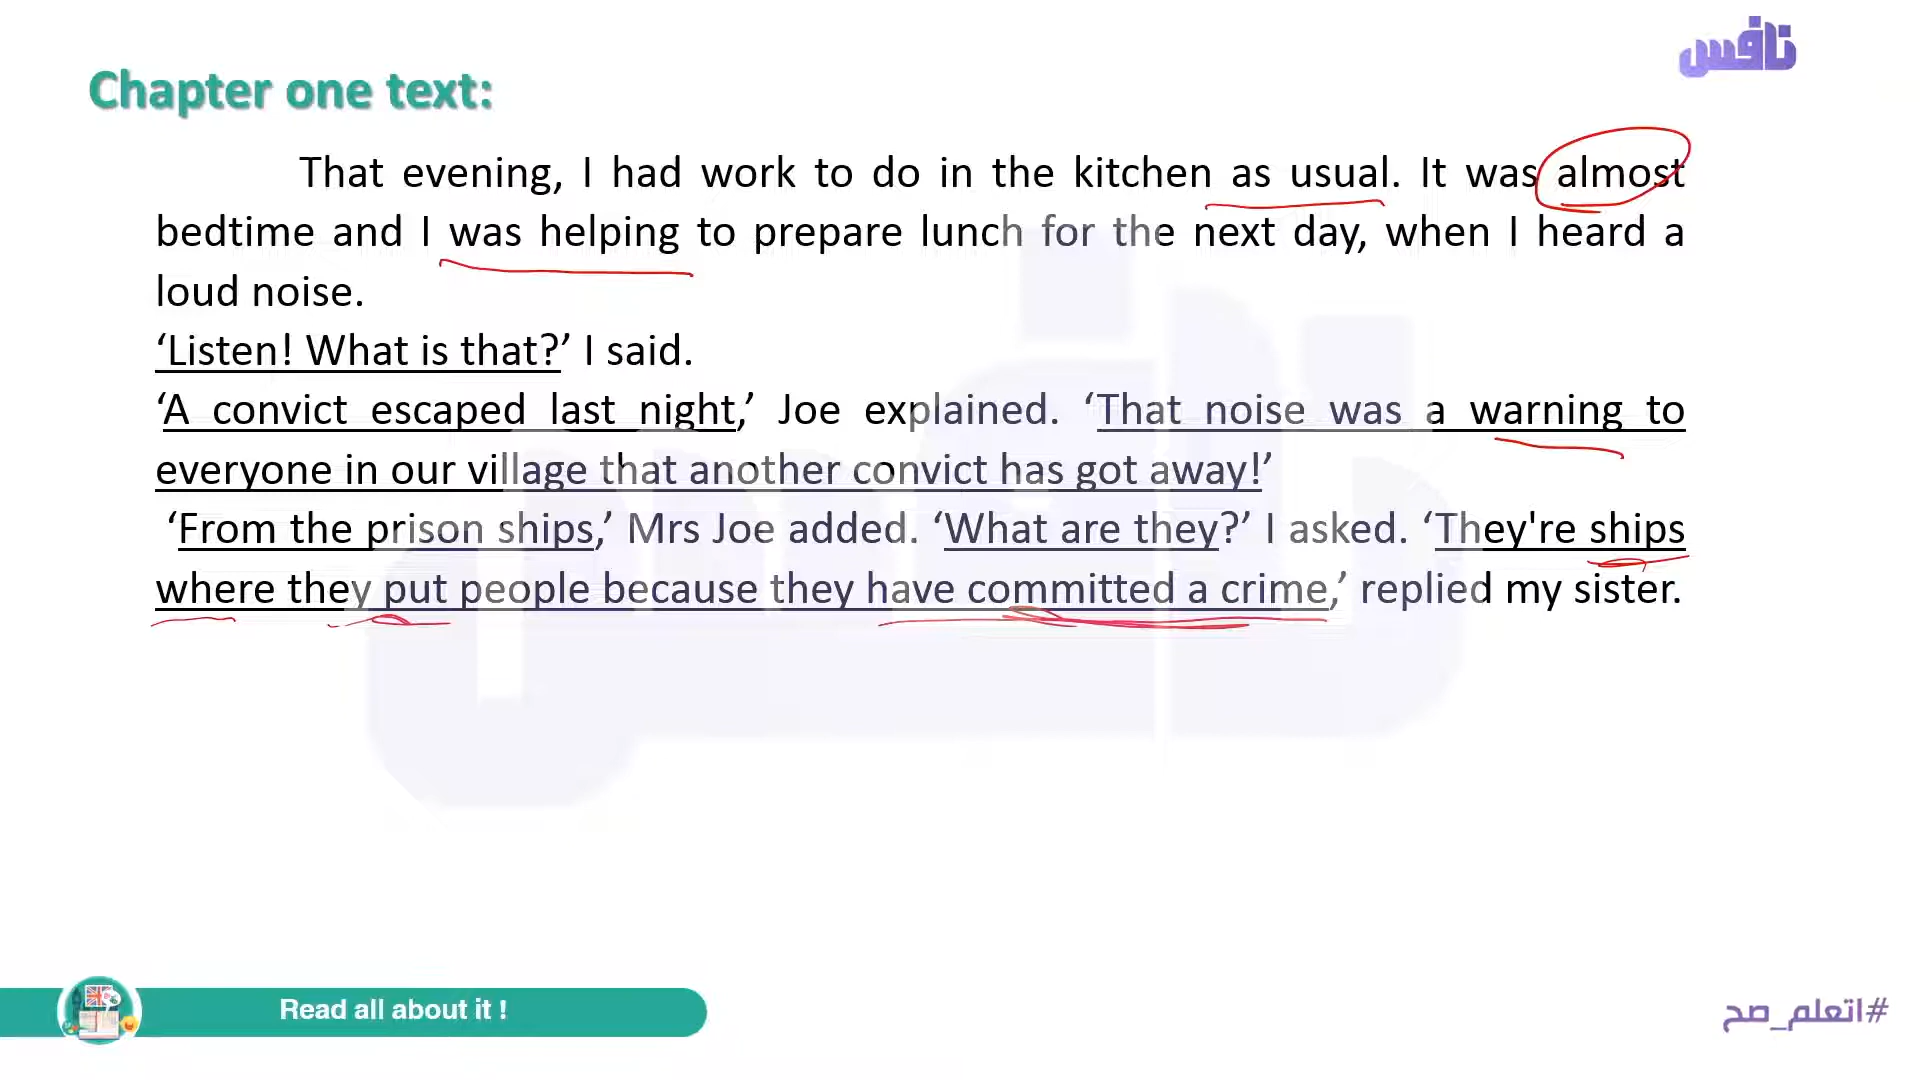 نافس
Chapter one text:
That evening, I had work to do in the kitchen as usual. It was almost
bedtime and I was helping to prepare lunch for the next day, when I heard a
loud noise.
‘Listen! What is that?’ I said.
‘A convict escaped last night,’ Joe explained. ‘That noise was a warning to
everyone in our village that another convict has got away!’
‘From the prison ships,’ Mrs Joe added. ‘What are they?’ I asked. ‘They're ships
where they put people because they have committed a crime,’ replied my sister.
Read all about it !
#اتعلم_صح